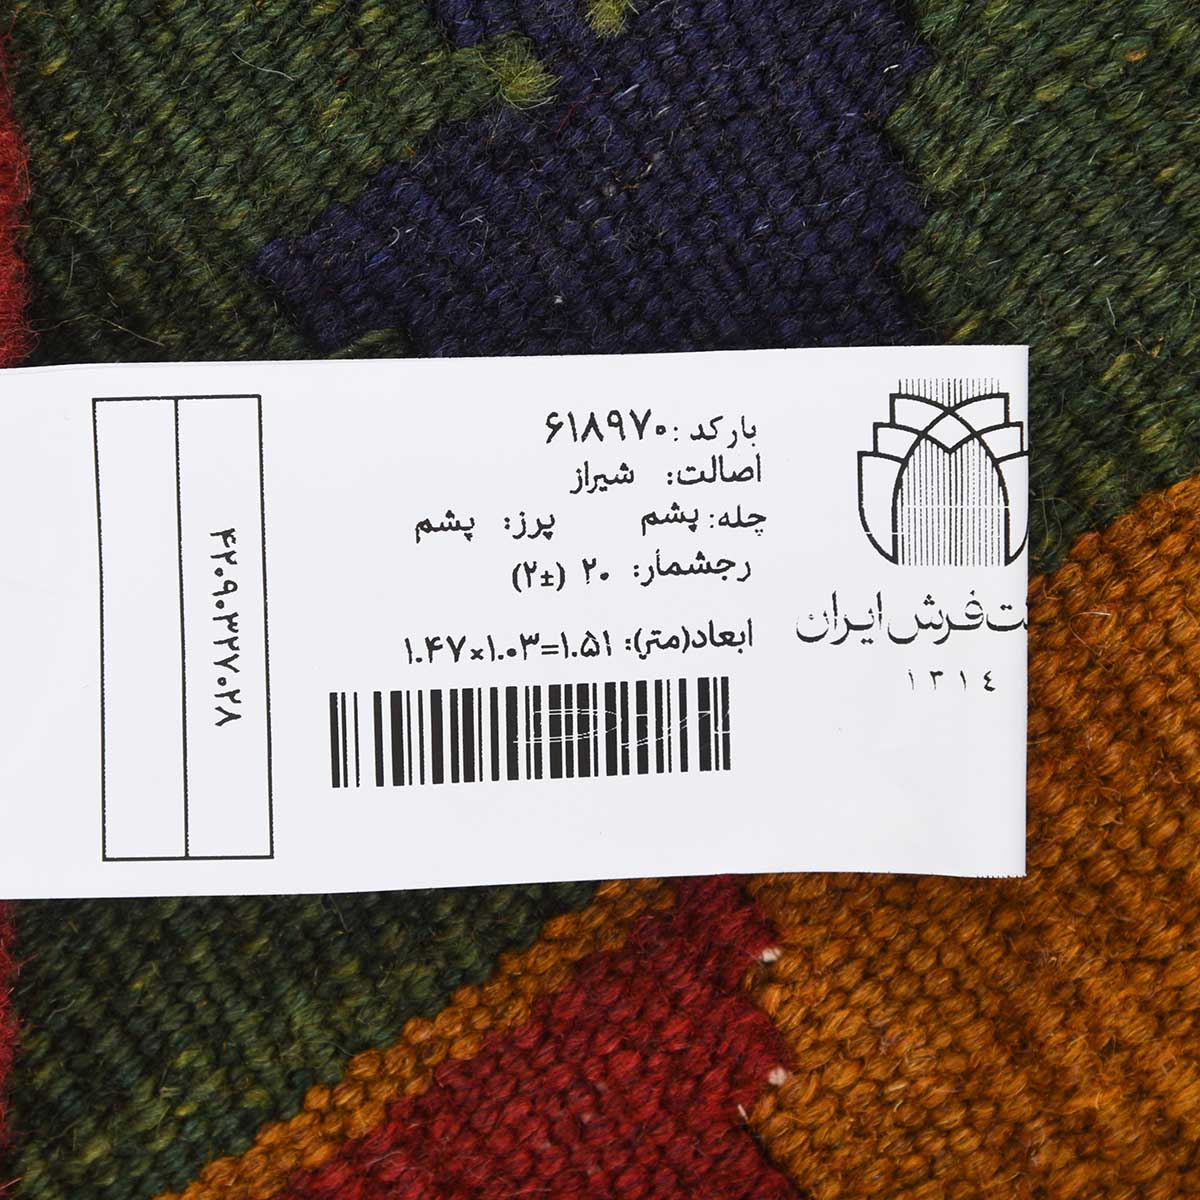 بارکد: ۶۱۸۹۷۰
اصالت: شیراز
چله: پشم پرز: پشم
رجشمار: ۲۰ (±۲)
ابعاد(متر): ۱.۴۷×۱.۰۳=۱.۵۱
فرش ایران
۱۳۱٤
۴۲۰۹۰۳۲۷۰۲۸